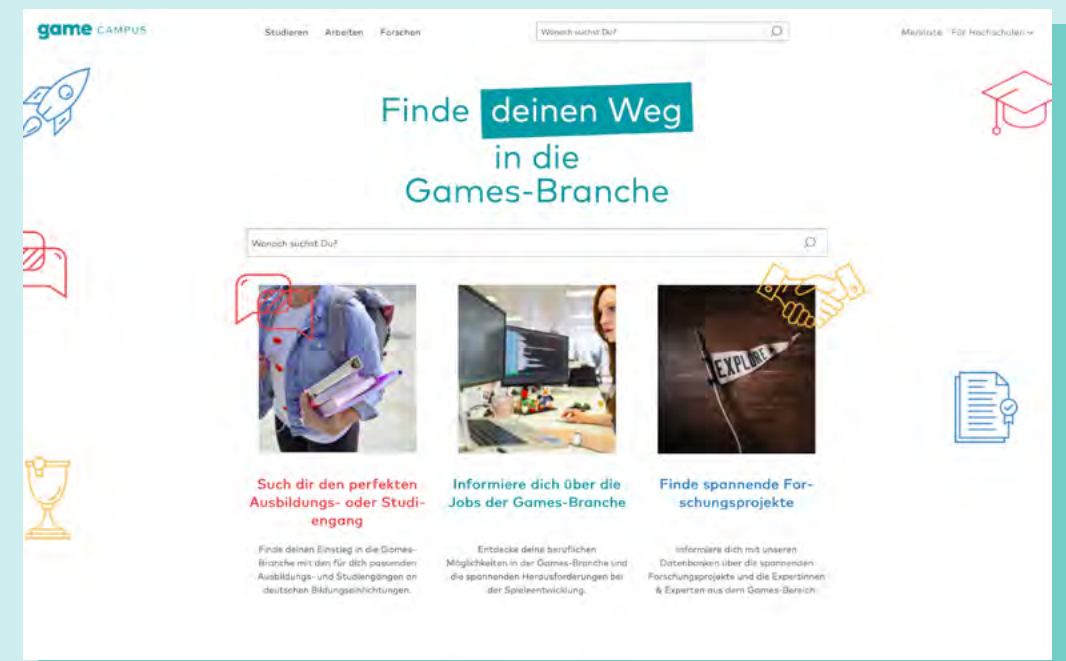 game CAMPUS
Studieren Arbeiten Forschen
Wonach suchst Du?
Merkliste Für Hochschulen
Finde deinen Weg
in die
Games-Branche
Wonach suchst Du?
EXPLORE
Such dir den perfekten
Ausbildungs- oder Studi-
engang
Finde deinen Einstieg in die Games-
Branche mit den für dich passenden
Ausbildungs- und Studiengängen an
deutschen Bildungseinrichtungen.
Informiere dich über die
Jobs der Games-Branche
Entdecke deine beruflichen
Möglichkeiten in der Games-Branche und
die spannenden Herausforderungen bei
der Spieleentwicklung.
Finde spannende For-
schungsprojekte
Informiere dich mit unseren
Datenbanken über die spannenden
Forschungsprojekte und die Expertinnen
& Experten aus dem Games-Bereich.